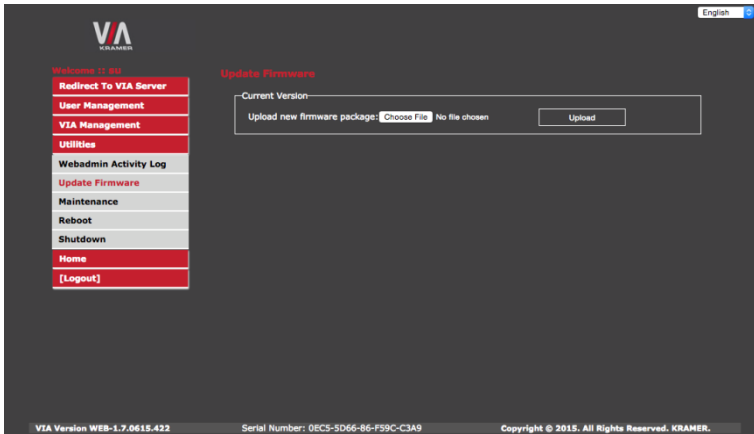 English
VIA
KRAMER
Welcome :: SU
Redirect To VIA Server
User Management
VIA Management
Utilities
Webadmin Activity Log
Update Firmware
Maintenance
Reboot
Shutdown
Home
[Logout]
Update Firmware
Current Version
Upload new firmware package: Choose File No file chosen Upload
VIA Version WEB-1.7.0615.422 Serial Number: 0EC5-5D66-86-F59C-C3A9 Copyright © 2015. All Rights Reserved. KRAMER.